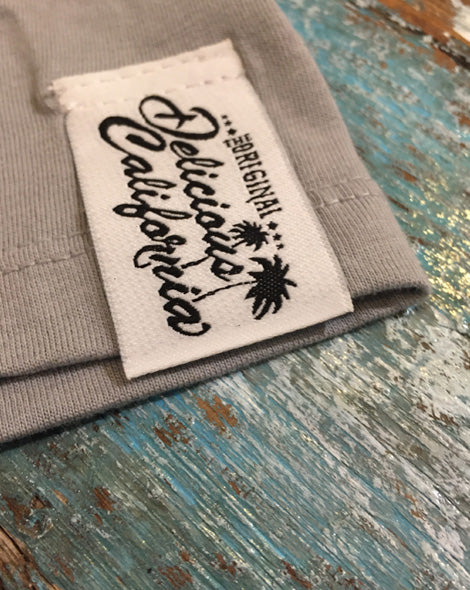 THE ORIGINAL
Delicious
California